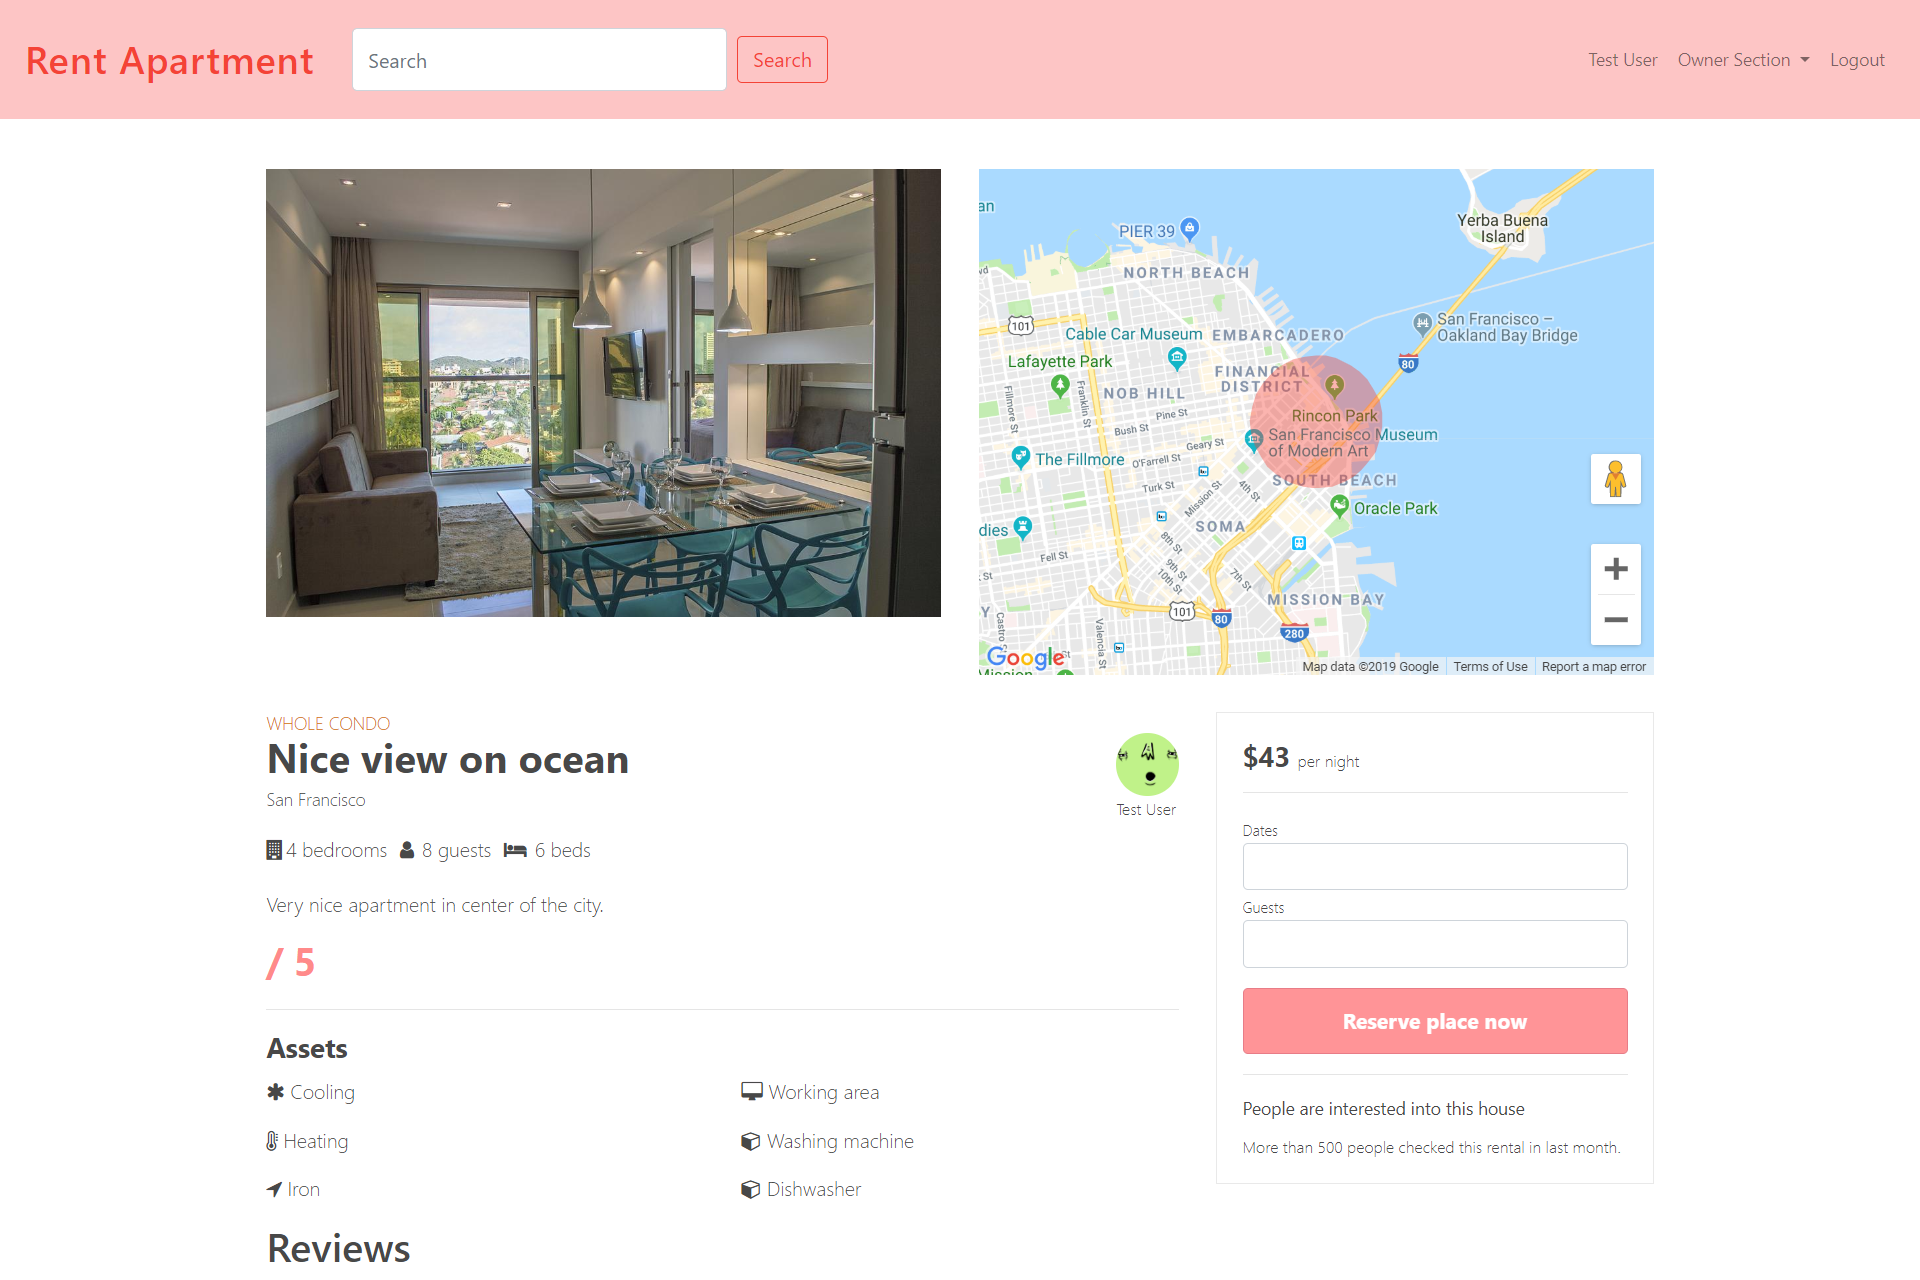 Rent Apartment
Search
Search
Test User
Owner Section
Logout
an
PIER 39
Yerba Buena
Island
NORTH BEACH
101
Cable Car Museum
EMBARCADERO
San Francisco –
Oakland Bay Bridge
Lafayette Park
80
FINANCIAL
DISTRICT
NOB HILL
Fillmore St
Franklin St
Pine St
Rincon Park
Bush St
San Francisco Museum
of Modern Art
Geary St
The Fillmore
O'Farrell St
SOUTH BEACH
Turk St
Mission St
4th St
Oracle Park
dies
SOMA
Fell St
8th St
9th St
10th St
7th St
St
MISSION BAY
Y
101
80
280
Castro St
Valencia St
Google
St
Mission
Map data ©2019 Google
Terms of Use
Report a map error
WHOLE CONDO
Nice view on ocean
San Francisco
Test User
4 bedrooms 8 guests 6 beds
Very nice apartment in center of the city.
/ 5
Assets
Cooling
Working area
Heating
Washing machine
Iron
Dishwasher
Reviews
$43 per night
Dates
Guests
Reserve place now
People are interested into this house
More than 500 people checked this rental in last month.